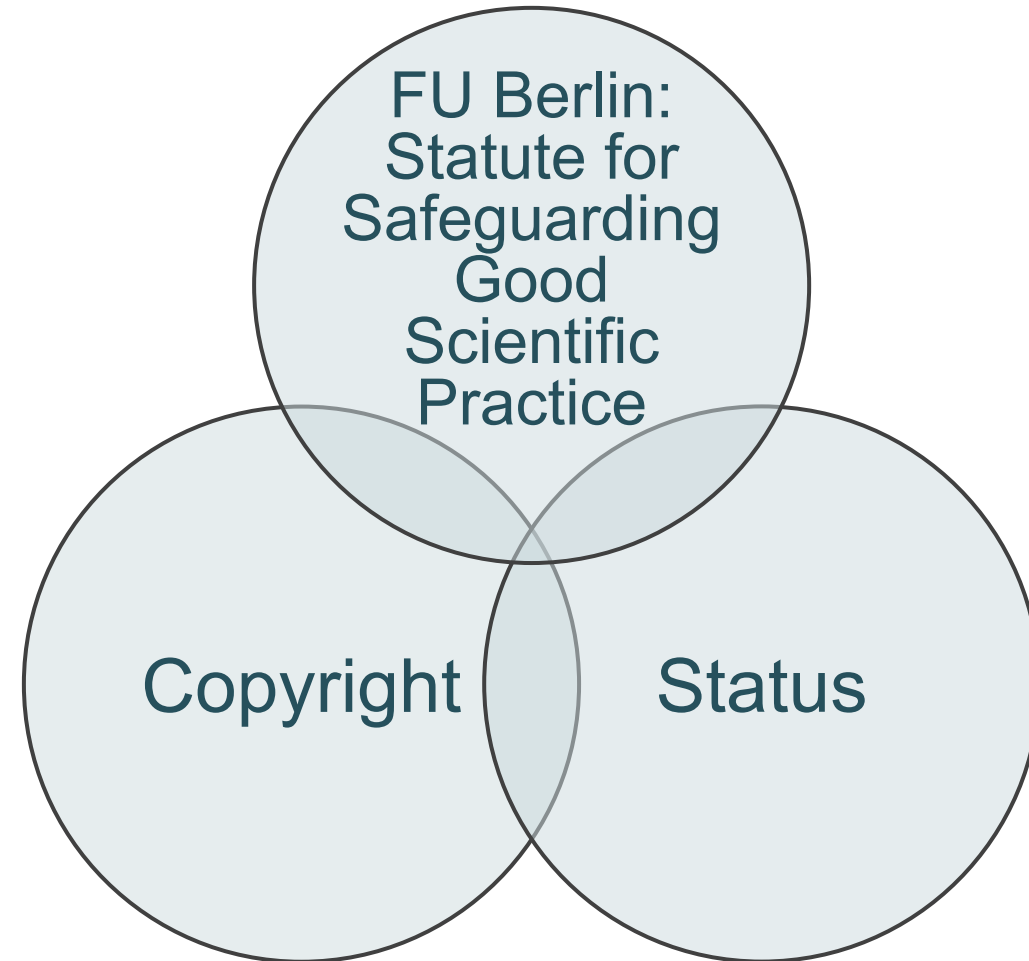 FU Berlin:
Statute for
Safeguarding
Good
Scientific
Practice
Copyright
Status